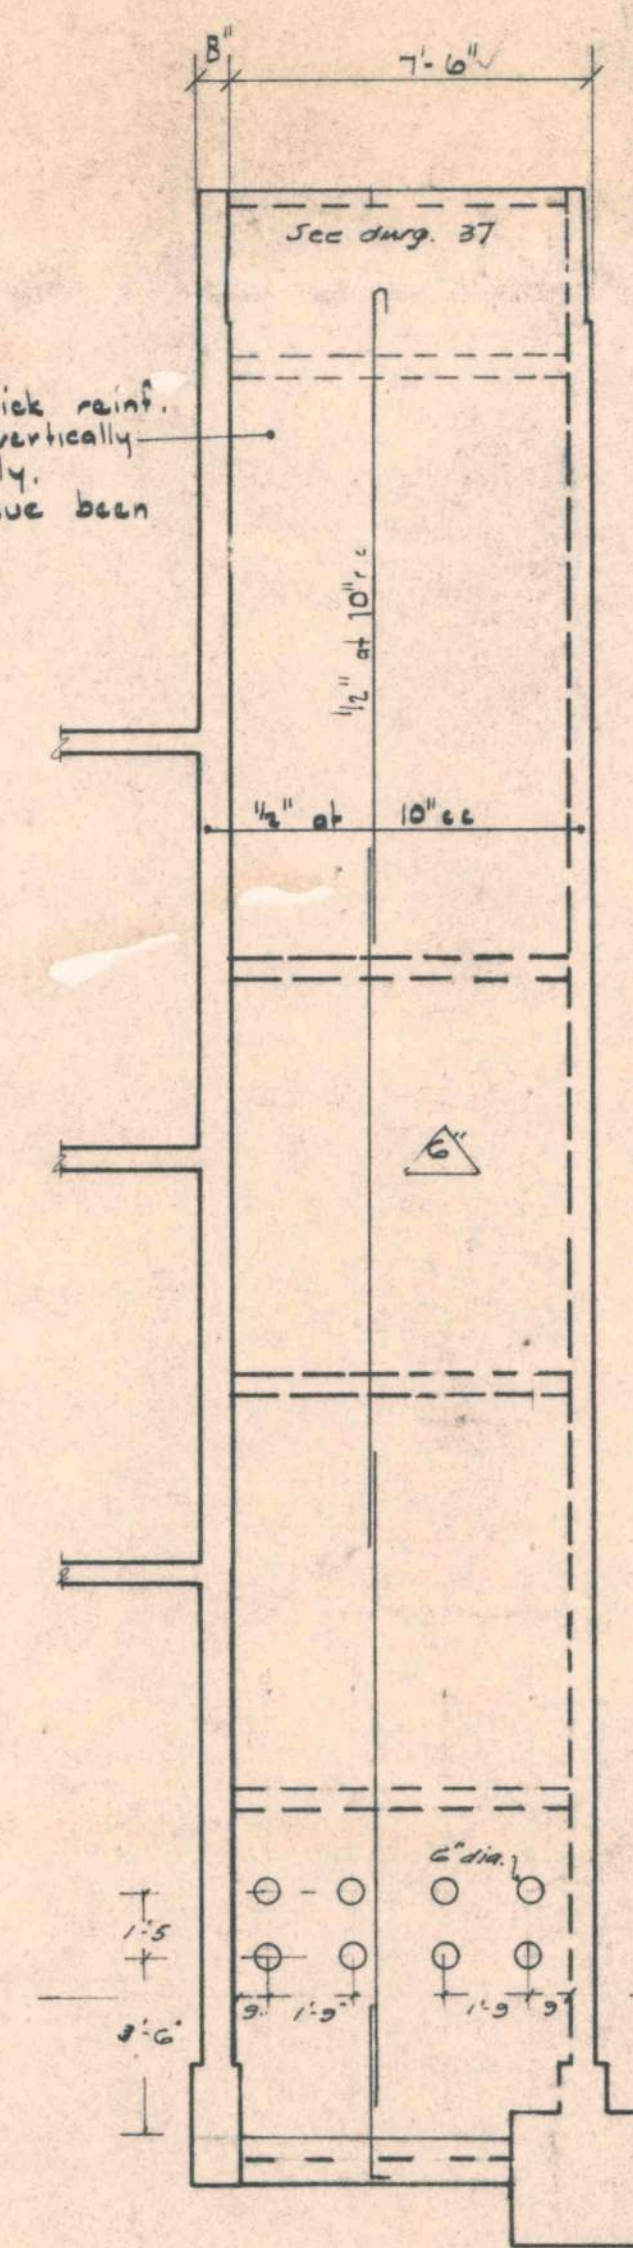 8"
7'-6"
See dwg. 37
ick reinf.
vertically
ly.
ue been
1/2" at 10" cc
1/2" at 10" cc
6"
6" dia.
1'-5
9" 1'-9" 1'-9 9"
3'-6"